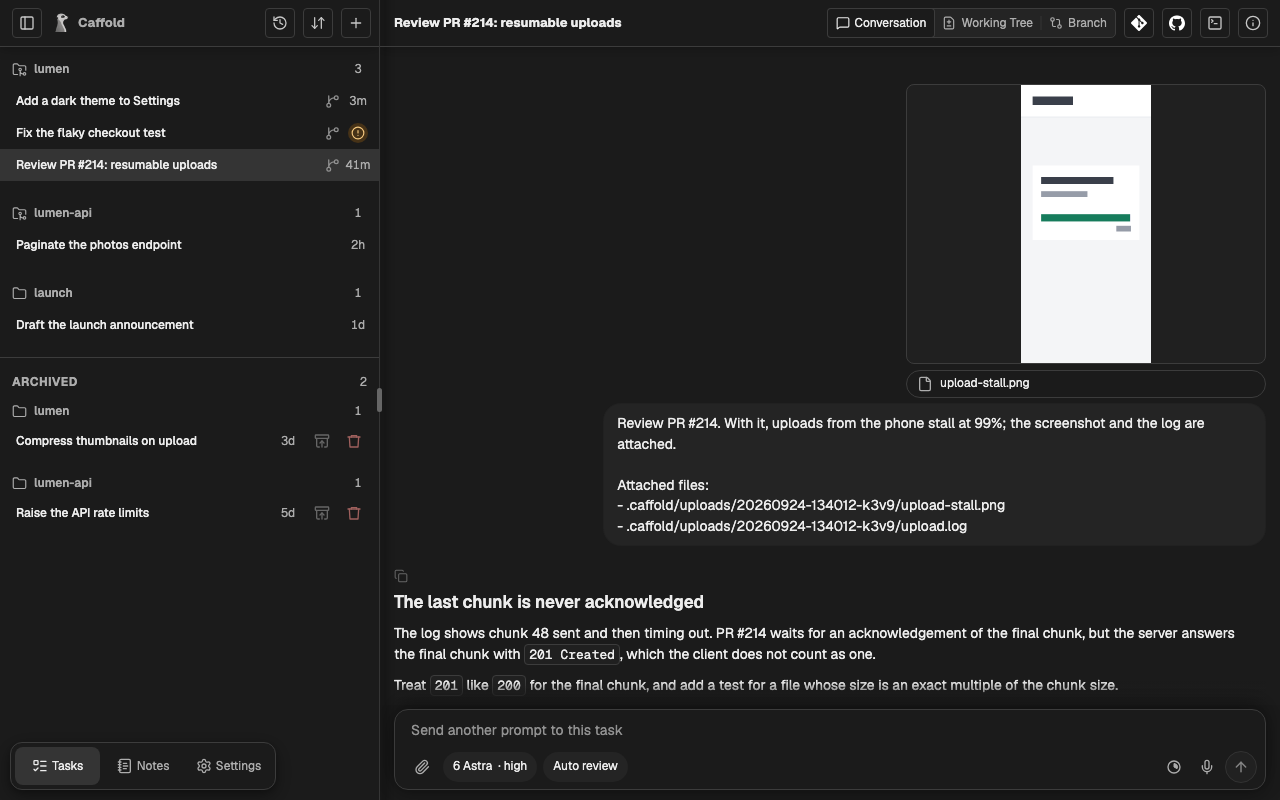 Caffold
lumen 3
Add a dark theme to Settings 3m
Fix the flaky checkout test
Review PR #214: resumable uploads 41m
lumen-api 1
Paginate the photos endpoint 2h
launch 1
Draft the launch announcement 1d
ARCHIVED 2
lumen 1
Compress thumbnails on upload 3d
lumen-api 1
Raise the API rate limits 5d
Tasks Notes Settings
Review PR #214: resumable uploads
Conversation Working Tree Branch
upload-stall.png
Review PR #214. With it, uploads from the phone stall at 99%; the screenshot and the log are
attached.
Attached files:
- .caffold/uploads/20260924-134012-k3v9/upload-stall.png
- .caffold/uploads/20260924-134012-k3v9/upload.log
The last chunk is never acknowledged
The log shows chunk 48 sent and then timing out. PR #214 waits for an acknowledgement of the final chunk, but the server answers
the final chunk with 201 Created, which the client does not count as one.
Treat 201 like 200 for the final chunk, and add a test for a file whose size is an exact multiple of the chunk size.
Send another prompt to this task
6 Astra · high Auto review